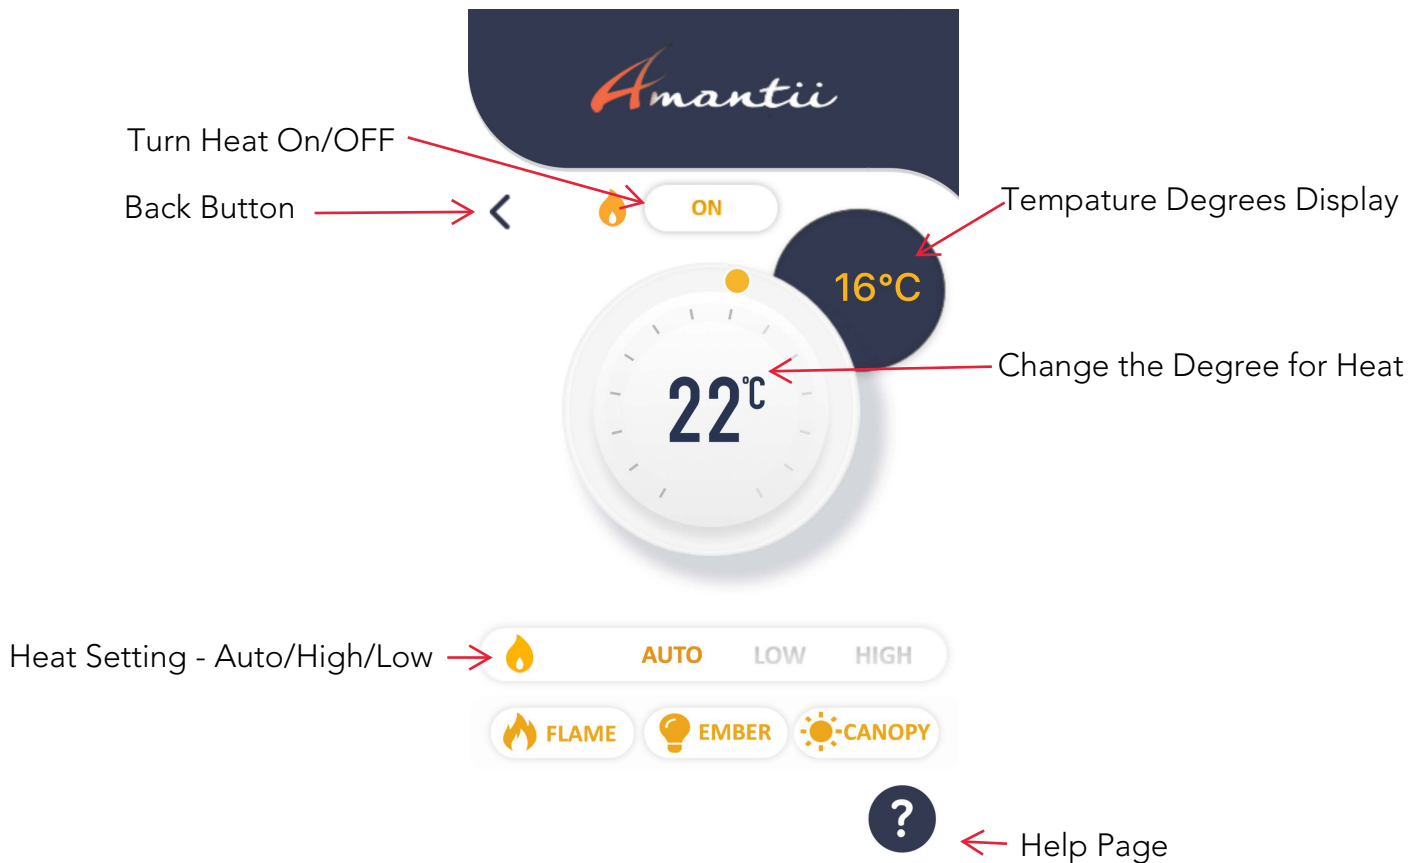 Amantii
Turn Heat On/OFF
Back Button
ON
Tempature Degrees Display
16°C
Change the Degree for Heat
22°C
Heat Setting - Auto/High/Low
AUTO LOW HIGH
FLAME EMBER CANOPY
?
Help Page